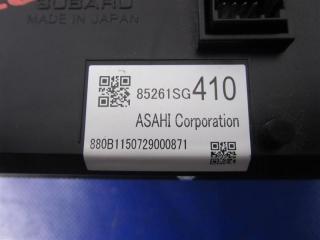 SUBARU
MADE IN JAPAN
85261SG410
ASAHI Corporation
880B1150729000871